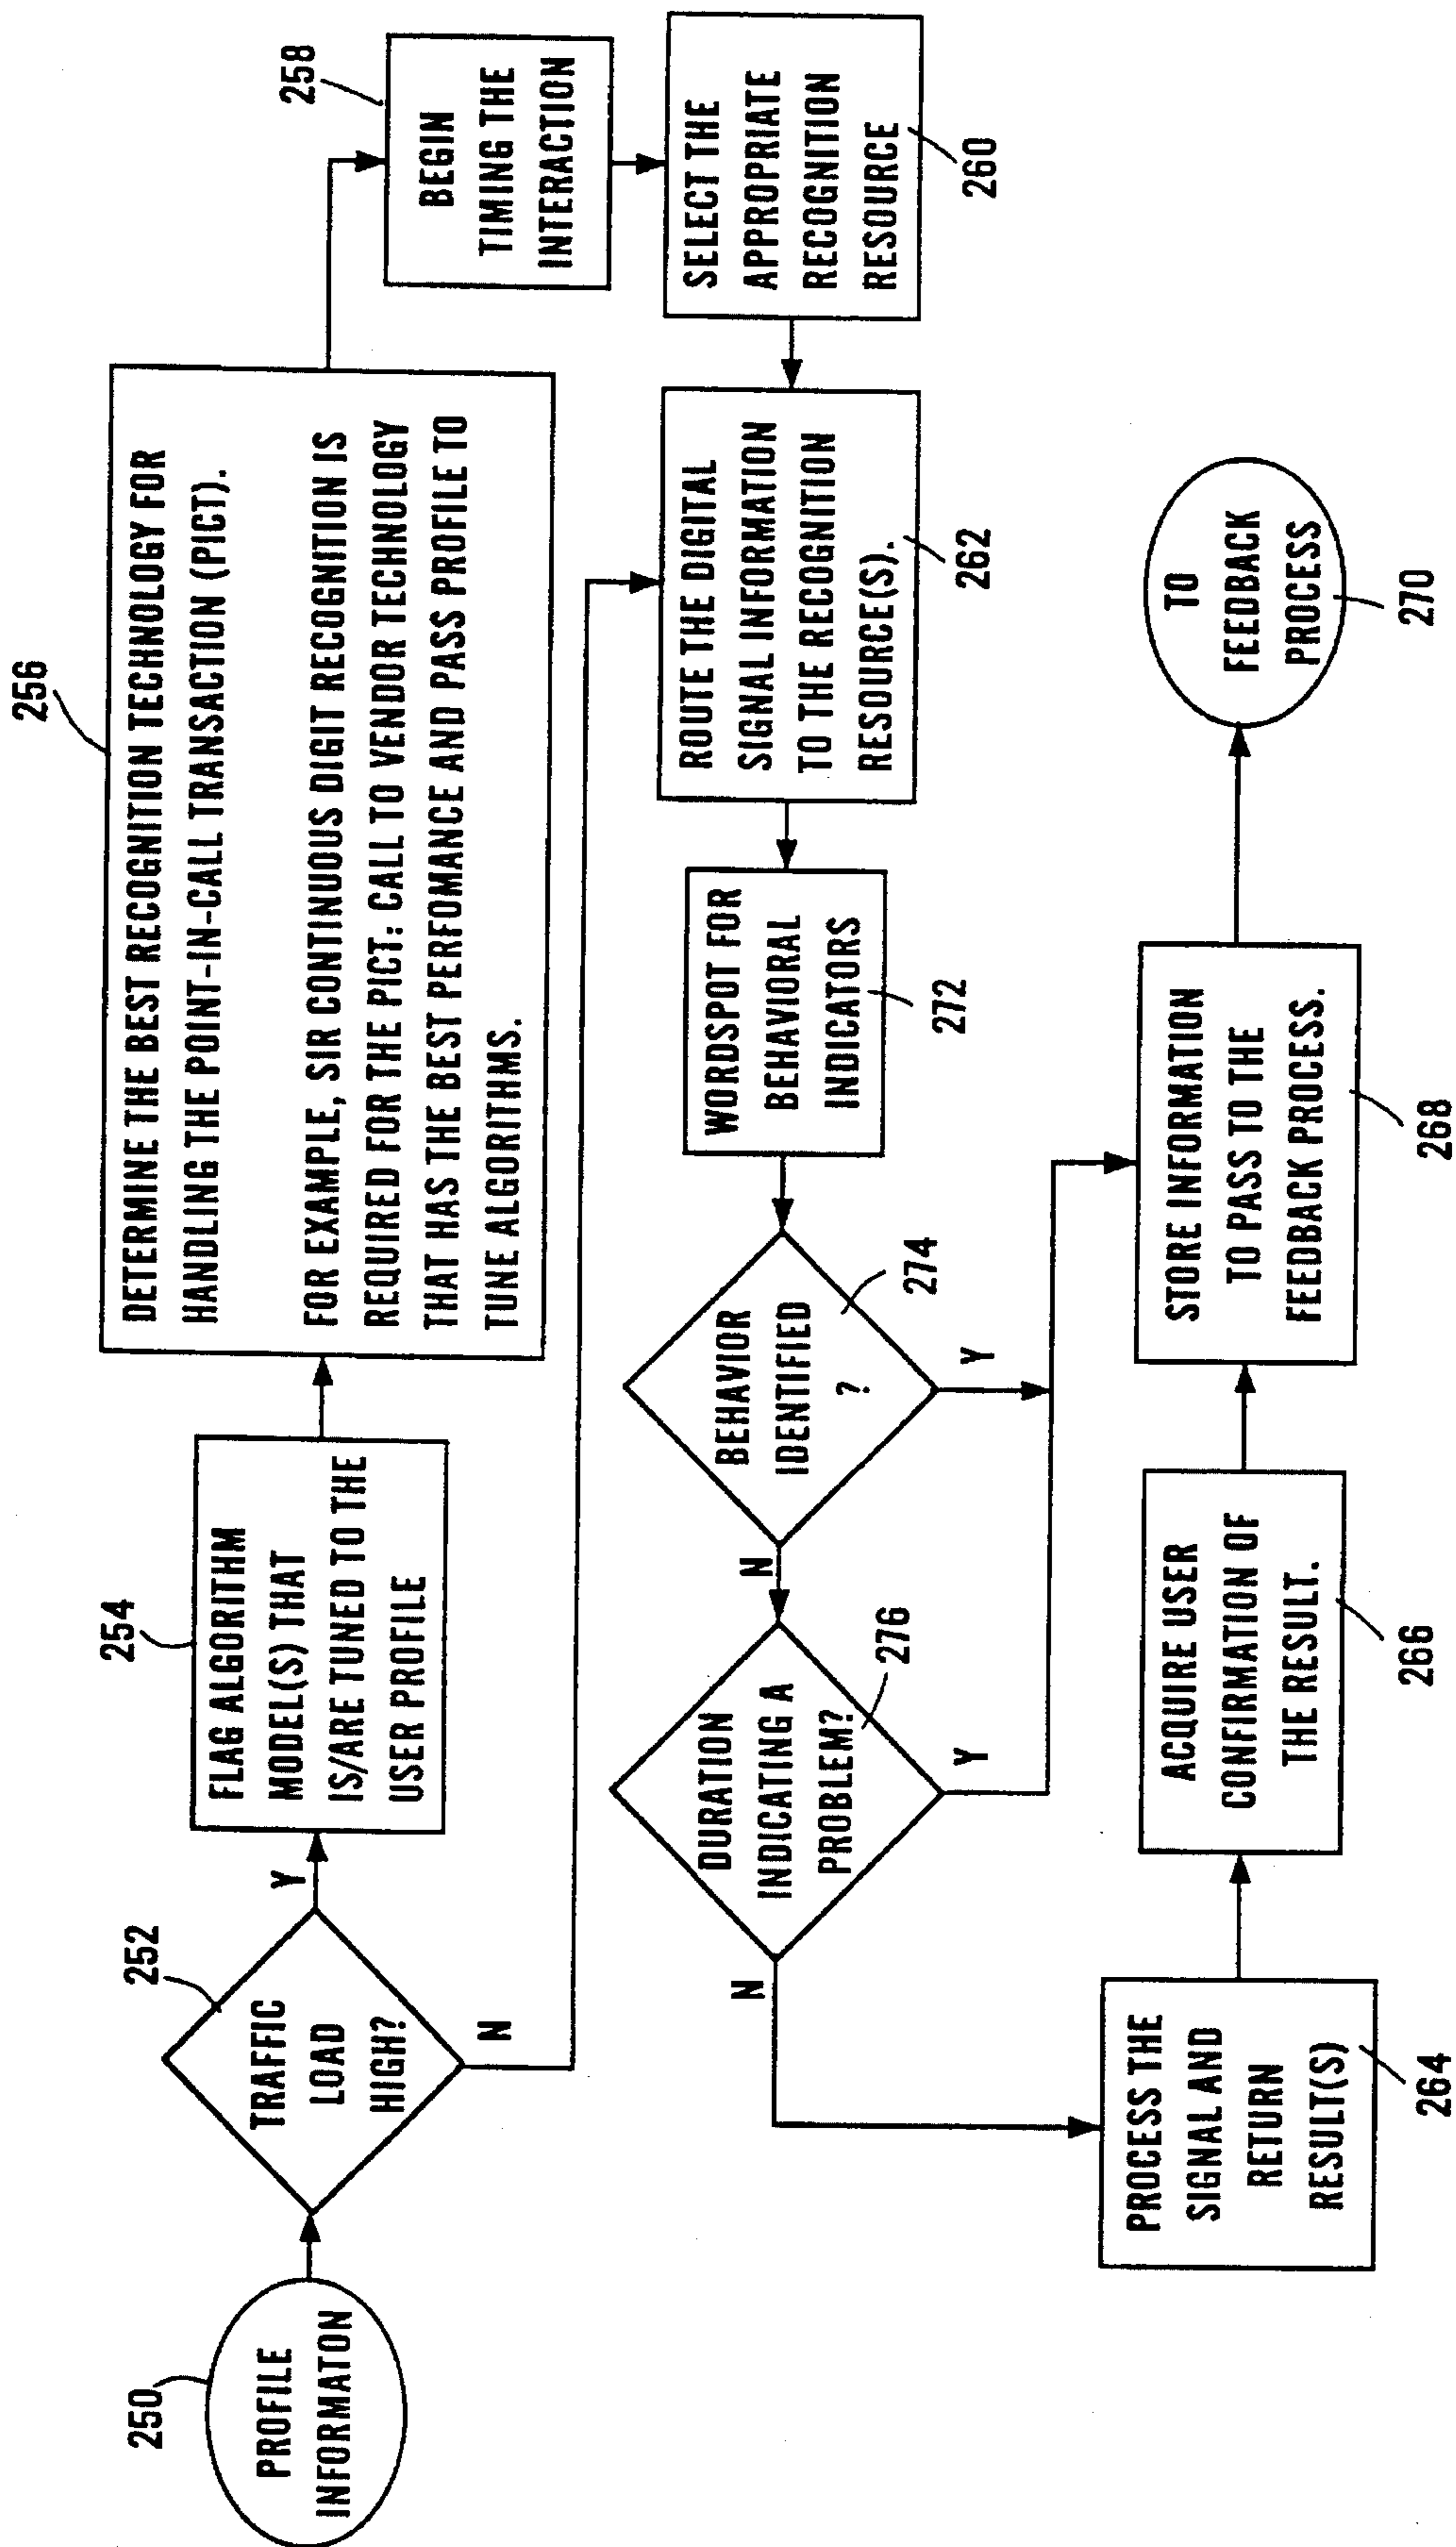 250
PROFILE
INFORMATON
252
TRAFFIC
LOAD
HIGH?
Y
N
254
FLAG ALGORITHM
MODEL(S) THAT
IS/ARE TUNED TO THE
USER PROFILE
256
DETERMINE THE BEST RECOGNITION TECHNOLOGY FOR
HANDLING THE POINT-IN-CALL TRANSACTION (PICT).
FOR EXAMPLE, SIR CONTINUOUS DIGIT RECOGNITION IS
REQUIRED FOR THE PICT: CALL TO VENDOR TECHNOLOGY
THAT HAS THE BEST PERFOMANCE AND PASS PROFILE TO
TUNE ALGORITHMS.
258
BEGIN
TIMING THE
INTERACTION
SELECT THE
APPROPRIATE
RECOGNITION
RESOURCE
260
ROUTE THE DIGITAL
SIGNAL INFORMATION
TO THE RECOGNITION
RESOURCE(S).
262
WORDSPOT FOR
BEHAVIORAL
INDICATORS
272
BEHAVIOR
IDENTIFIED
?
274
Y
N
DURATION
INDICATING A
PROBLEM?
276
Y
N
PROCESS THE
SIGNAL AND
RETURN
RESULT(S)
264
ACQUIRE USER
CONFIRMATION OF
THE RESULT.
266
STORE INFORMATION
TO PASS TO THE
FEEDBACK PROCESS.
268
TO
FEEDBACK
PROCESS
270